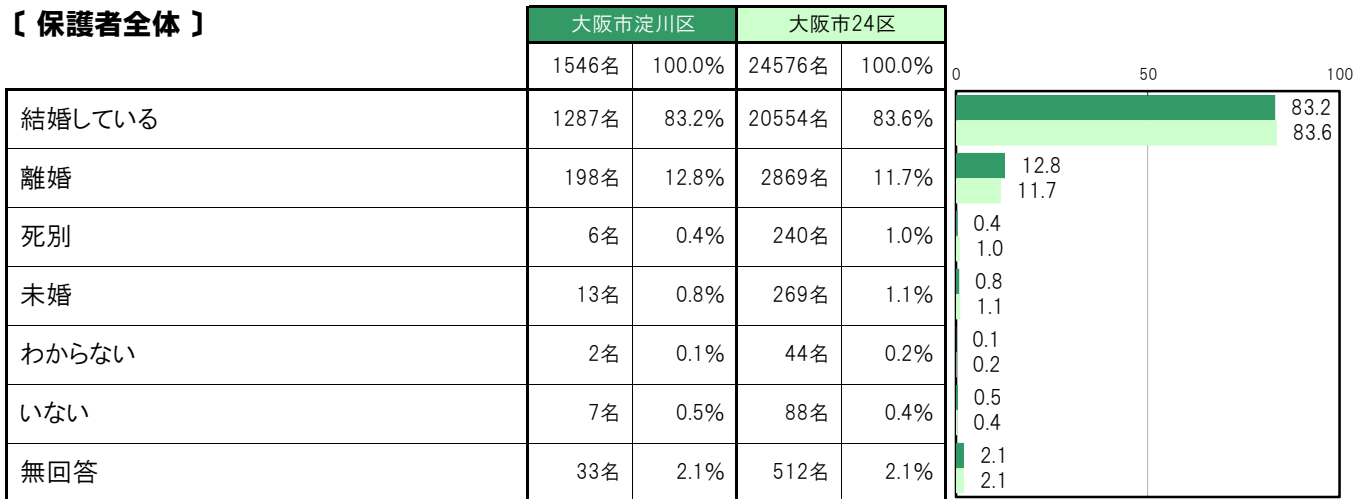 〔 保護者全体 〕
大阪市淀川区 大阪市24区
1546名 100.0% 24576名 100.0%
0 50 100
結婚している 1287名 83.2% 20554名 83.6%
83.2
83.6
離婚 198名 12.8% 2869名 11.7%
12.8
11.7
死別 6名 0.4% 240名 1.0%
0.4
1.0
未婚 13名 0.8% 269名 1.1%
0.8
1.1
わからない 2名 0.1% 44名 0.2%
0.1
0.2
いない 7名 0.5% 88名 0.4%
0.5
0.4
無回答 33名 2.1% 512名 2.1%
2.1
2.1